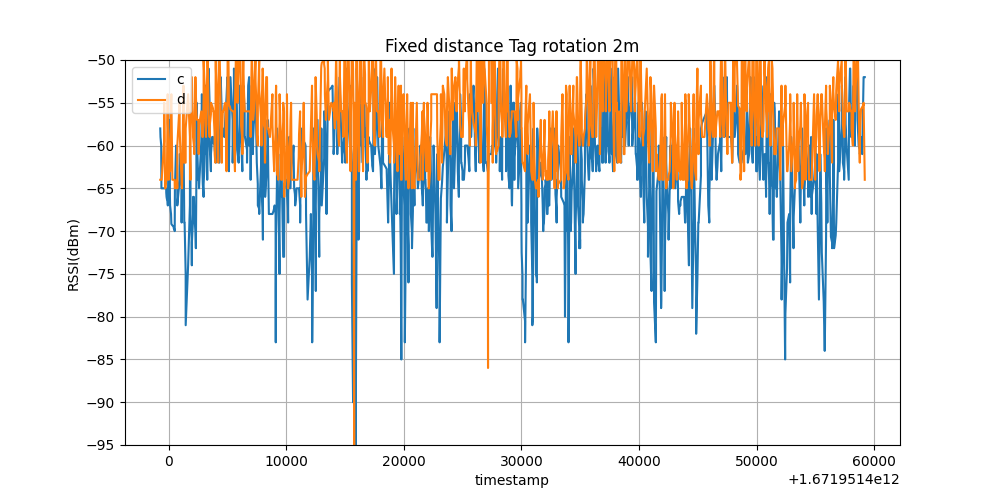 Fixed distance Tag rotation 2m
c
d
RSSI(dBm)
−50
−55
−60
−65
−70
−75
−80
−85
−90
−95
0 10000 20000 30000 40000 50000 60000
timestamp
+1.6719514e12